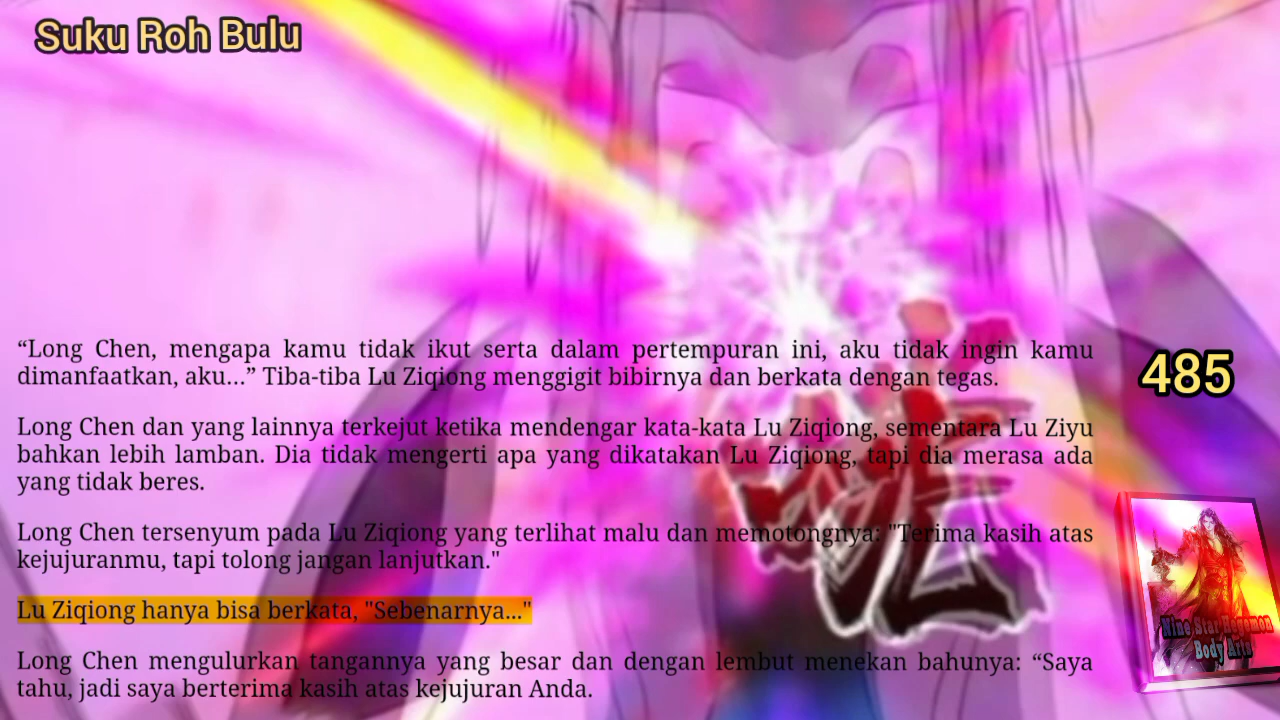 Suku Roh Bulu
“Long Chen, mengapa kamu tidak ikut serta dalam pertempuran ini, aku tidak ingin kamu
dimanfaatkan, aku...” Tiba-tiba Lu Ziqiong menggigit bibirnya dan berkata dengan tegas.
485
Long Chen dan yang lainnya terkejut ketika mendengar kata-kata Lu Ziqiong, sementara Lu Ziyu
bahkan lebih lamban. Dia tidak mengerti apa yang dikatakan Lu Ziqiong, tapi dia merasa ada
yang tidak beres.
Long Chen tersenyum pada Lu Ziqiong yang terlihat malu dan memotongnya: "Terima kasih atas
kejujuranmu, tapi tolong jangan lanjutkan."
Lu Ziqiong hanya bisa berkata, "Sebenarnya..."
Long Chen mengulurkan tangannya yang besar dan dengan lembut menekan bahunya: “Saya
tahu, jadi saya berterima kasih atas kejujuran Anda.
Nine Star Hegemon
Body Arts